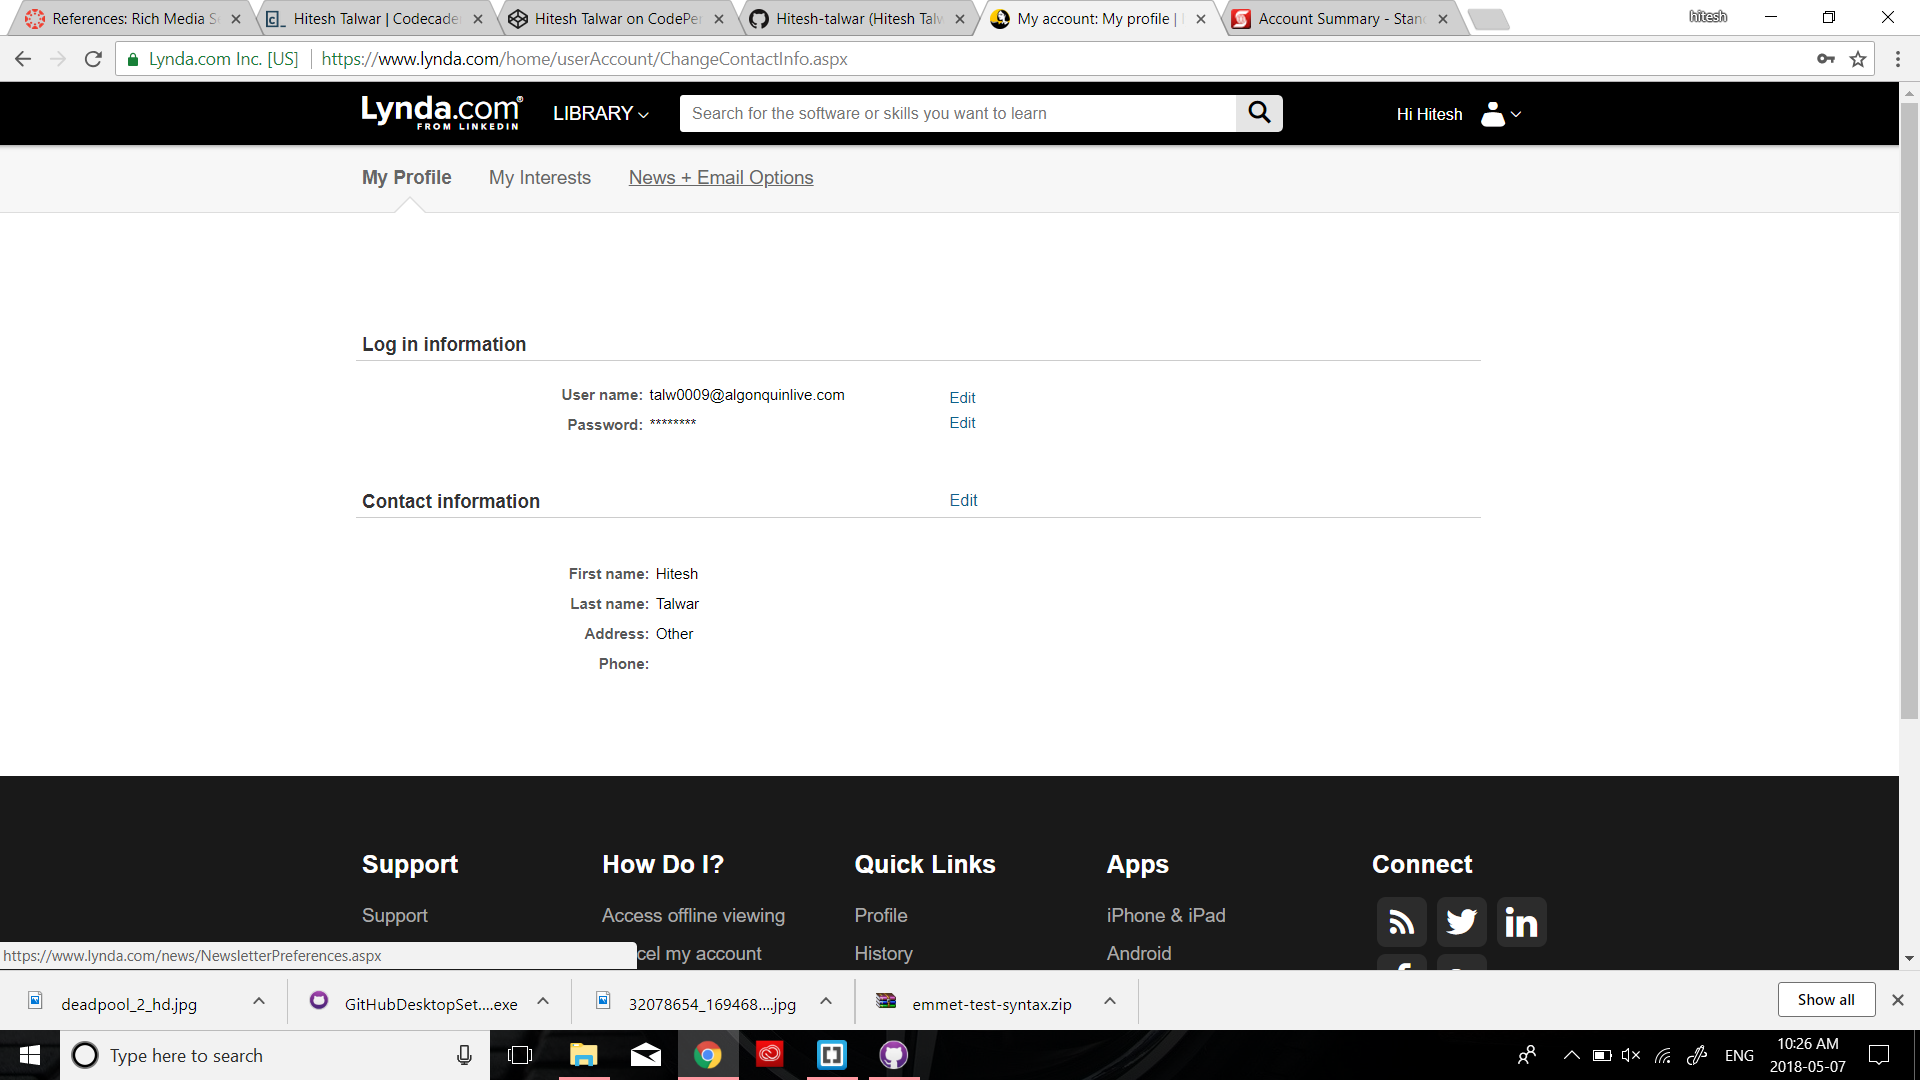 References: Rich Media S
Hitesh Talwar | Codecade
Hitesh Talwar on CodePe
Hitesh-talwar (Hitesh Tal
My account: My profile |
Account Summary - Stan
hitesh
Lynda.com Inc. [US]
https://www.lynda.com/home/userAccount/ChangeContactInfo.aspx
Lynda.com
FROM LINKEDIN
LIBRARY
Search for the software or skills you want to learn
Hi Hitesh
My Profile
My Interests
News + Email Options
Log in information
User name: talw0009@algonquinlive.com
Edit
Password: ********
Edit
Contact information
Edit
First name: Hitesh
Last name: Talwar
Address: Other
Phone:
Support
How Do I?
Quick Links
Apps
Connect
Support
Access offline viewing
Profile
iPhone & iPad
in
cel my account
History
Android
https://www.lynda.com/news/NewsletterPreferences.aspx
deadpool_2_hd.jpg
GitHubDesktopSet....exe
32078654_169468....jpg
emmet-test-syntax.zip
Show all
Type here to search
ENG
10:26 AM
2018-05-07